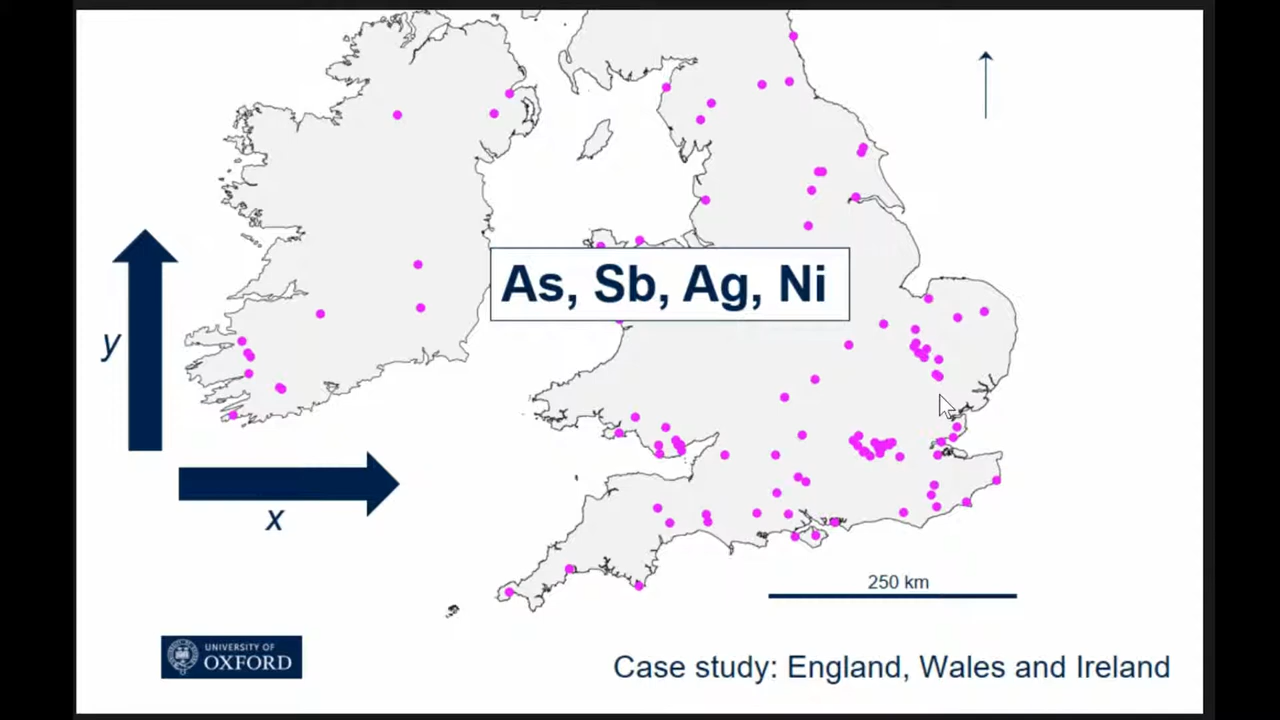 As, Sb, Ag, Ni
y
x
250 km
UNIVERSITY OF
OXFORD
Case study: England, Wales and Ireland